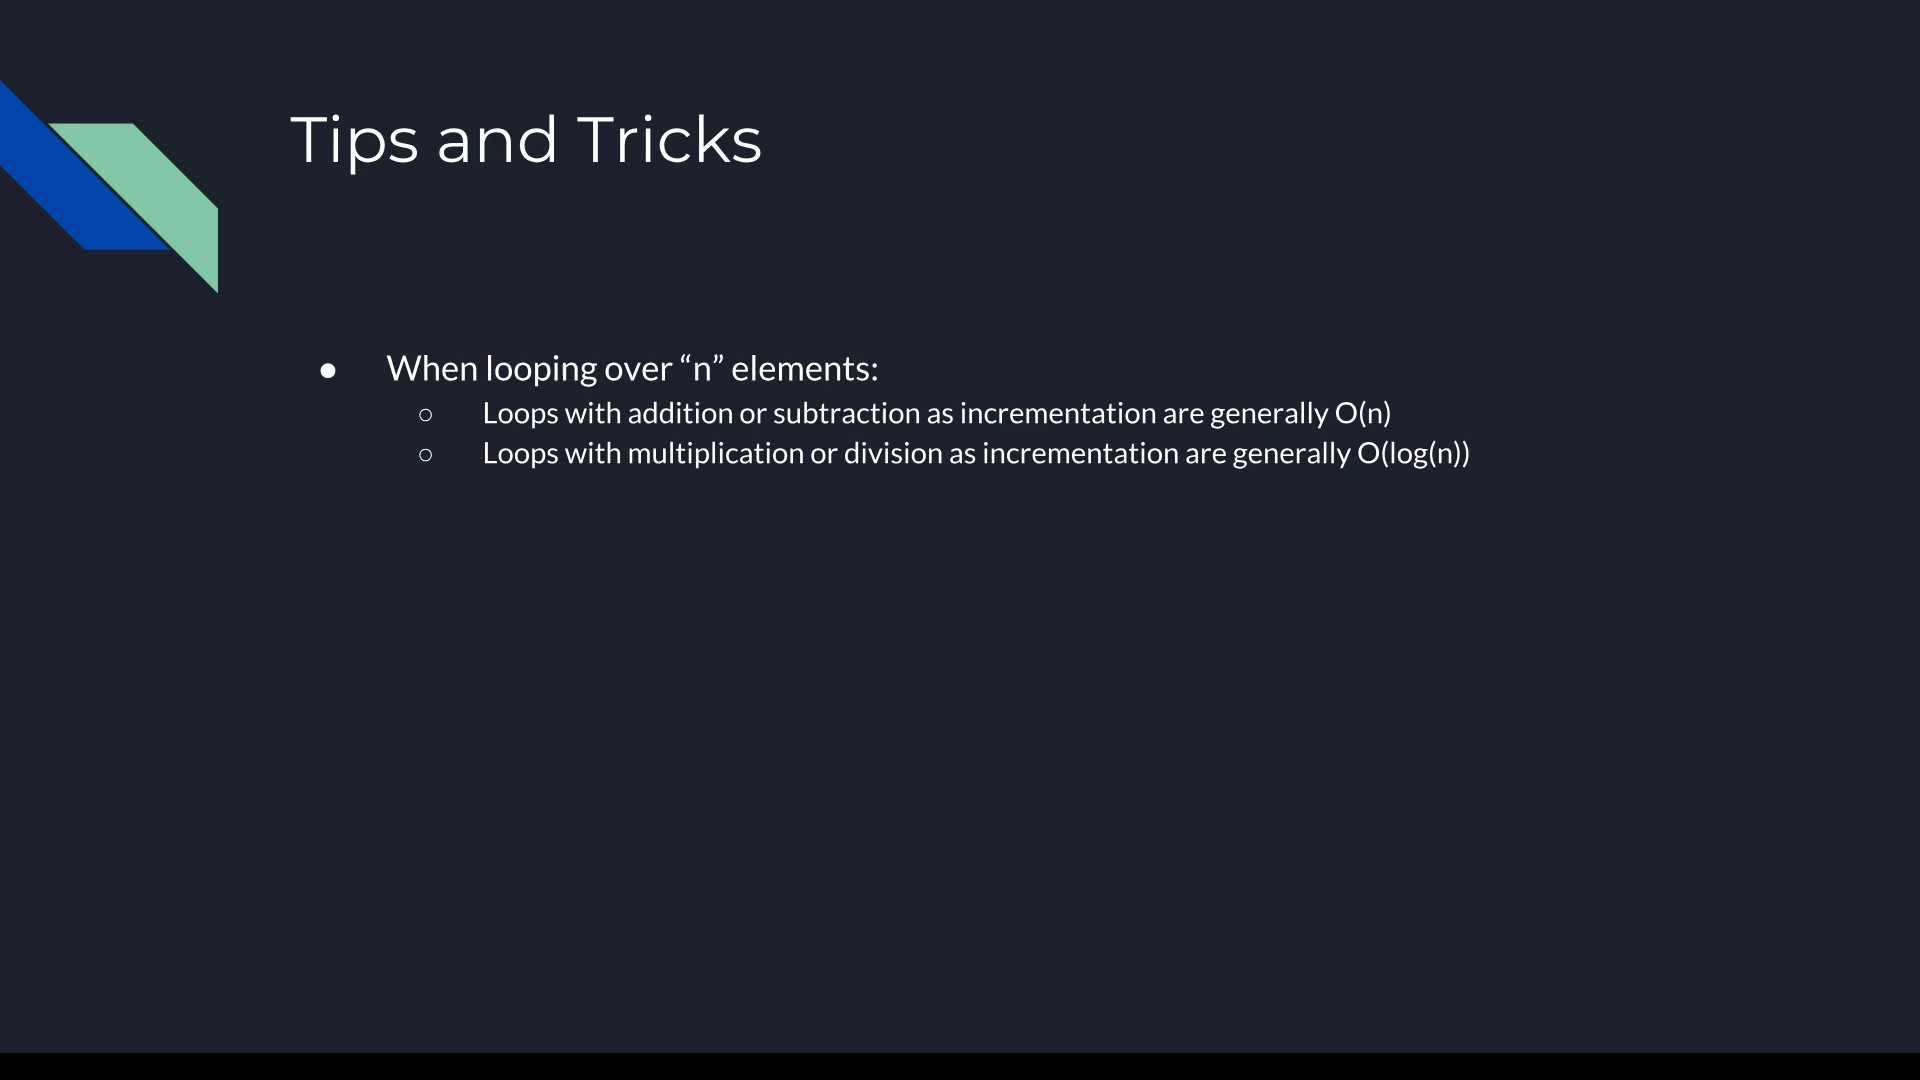 Tips and Tricks
● When looping over “n” elements:
○ Loops with addition or subtraction as incrementation are generally O(n)
○ Loops with multiplication or division as incrementation are generally O(log(n))